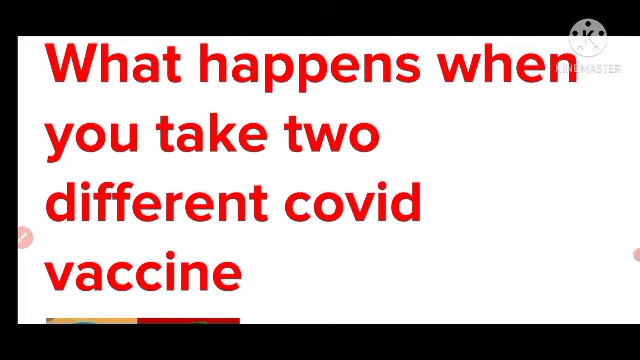 What happens when
you take two
different covid
vaccine
KINEMASTER